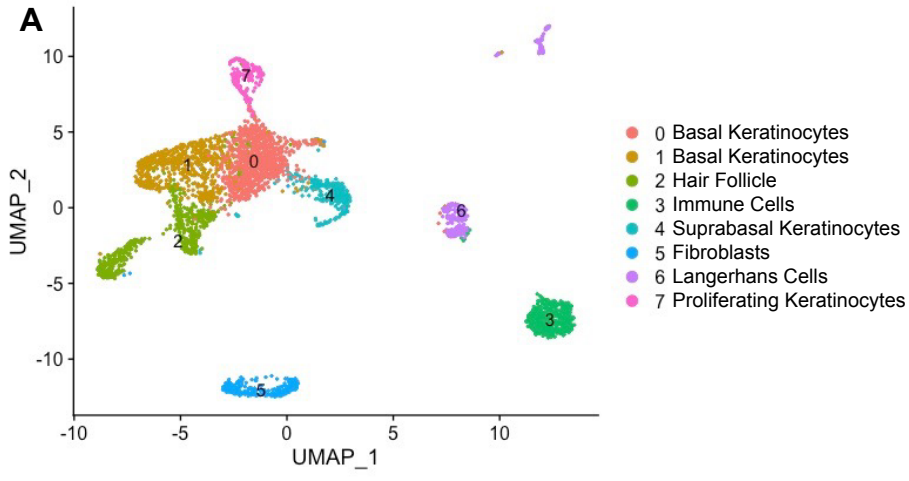 A
UMAP_2
10
5
0
-5
-10
7
1
0
4
2
6
3
5
-10
-5
0
5
10
UMAP_1
0 Basal Keratinocytes
1 Basal Keratinocytes
2 Hair Follicle
3 Immune Cells
4 Suprabasal Keratinocytes
5 Fibroblasts
6 Langerhans Cells
7 Proliferating Keratinocytes